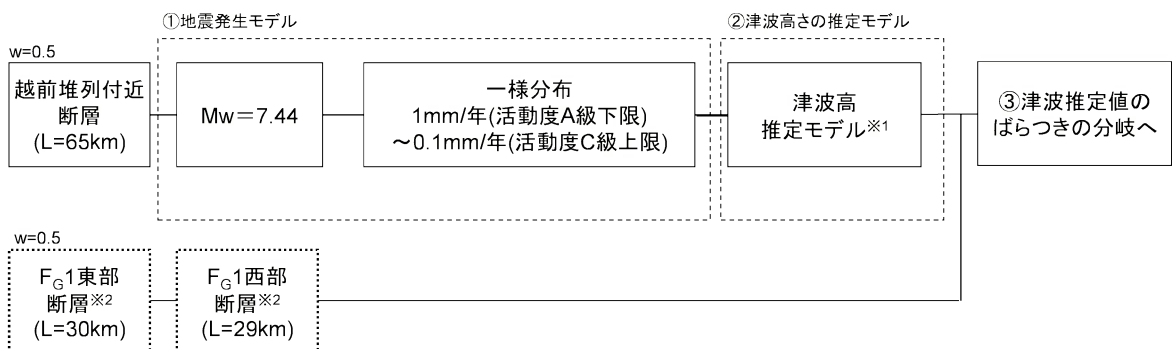 ①地震発生モデル
②津波高さの推定モデル
w=0.5
越前堆列付近
断層
(L=65km)
Mw=7.44
一様分布
1mm/年(活動度A級下限)
～0.1mm/年(活動度C級上限)
津波高
推定モデル※1
③津波推定値の
ばらつきの分岐へ
w=0.5
FG1東部
断層※2
(L=30km)
FG1西部
断層※2
(L=29km)